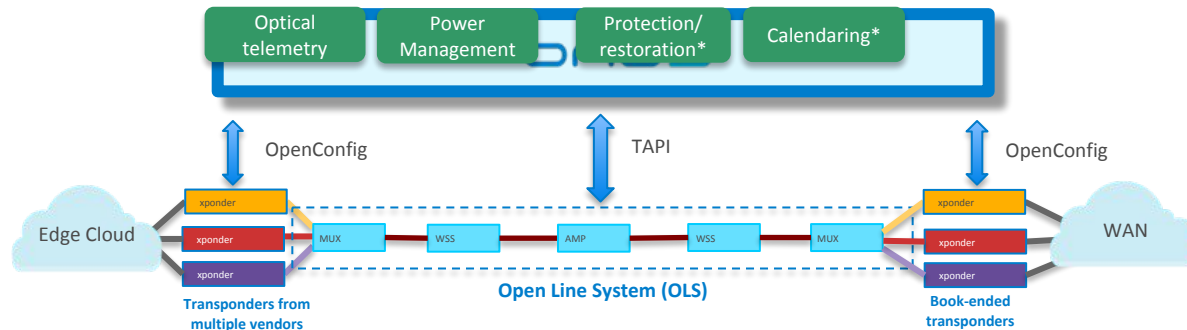 Optical
telemetry
Power
Management
Protection/
restoration*
Calendaring*
OpenConfig
TAPI
OpenConfig
Edge Cloud
xponder
xponder
xponder
MUX
WSS
AMP
WSS
MUX
xponder
xponder
xponder
WAN
Transponders from
multiple vendors
Open Line System (OLS)
Book-ended
transponders